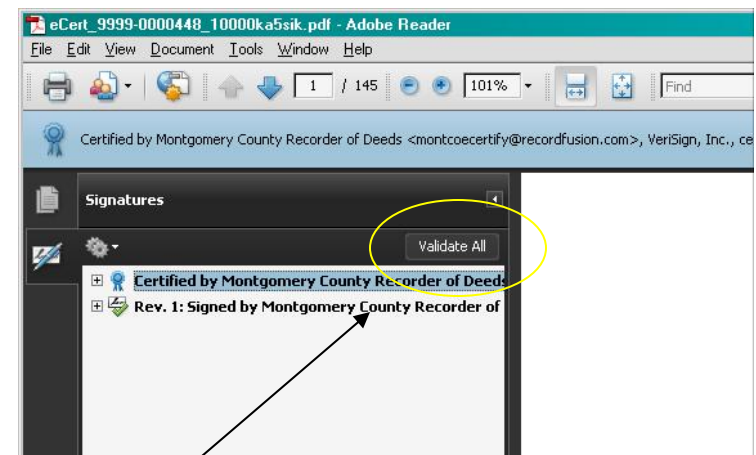 eCert_9999-0000448_10000ka5sik.pdf - Adobe Reader
File Edit View Document Tools Window Help
1 / 145 101% Find
Certified by Montgomery County Recorder of Deeds <montcoecertify@recordfusion.com>, VeriSign, Inc., ce
Signatures
Validate All
Certified by Montgomery County Recorder of Deeds
Rev. 1: Signed by Montgomery County Recorder of